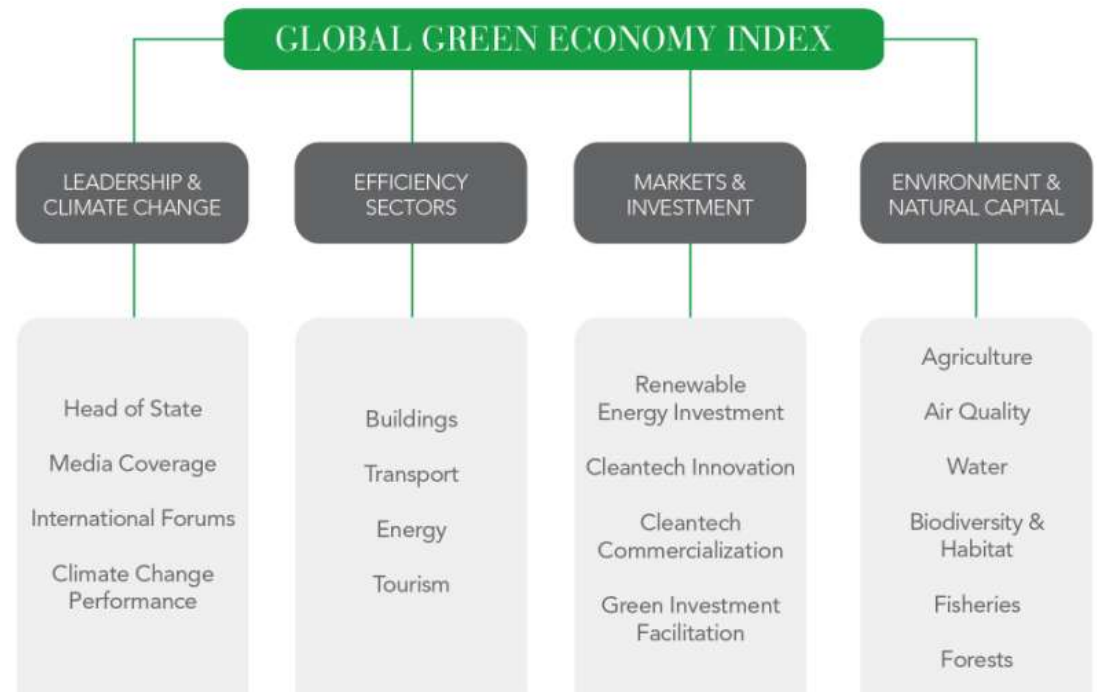 GLOBAL GREEN ECONOMY INDEX
LEADERSHIP &
CLIMATE CHANGE
EFFICIENCY
SECTORS
MARKETS &
INVESTMENT
ENVIRONMENT &
NATURAL CAPITAL
Head of State
Media Coverage
International Forums
Climate Change
Performance
Buildings
Transport
Energy
Tourism
Renewable
Energy Investment
Cleantech Innovation
Cleantech
Commercialization
Green Investment
Facilitation
Agriculture
Air Quality
Water
Biodiversity &
Habitat
Fisheries
Forests